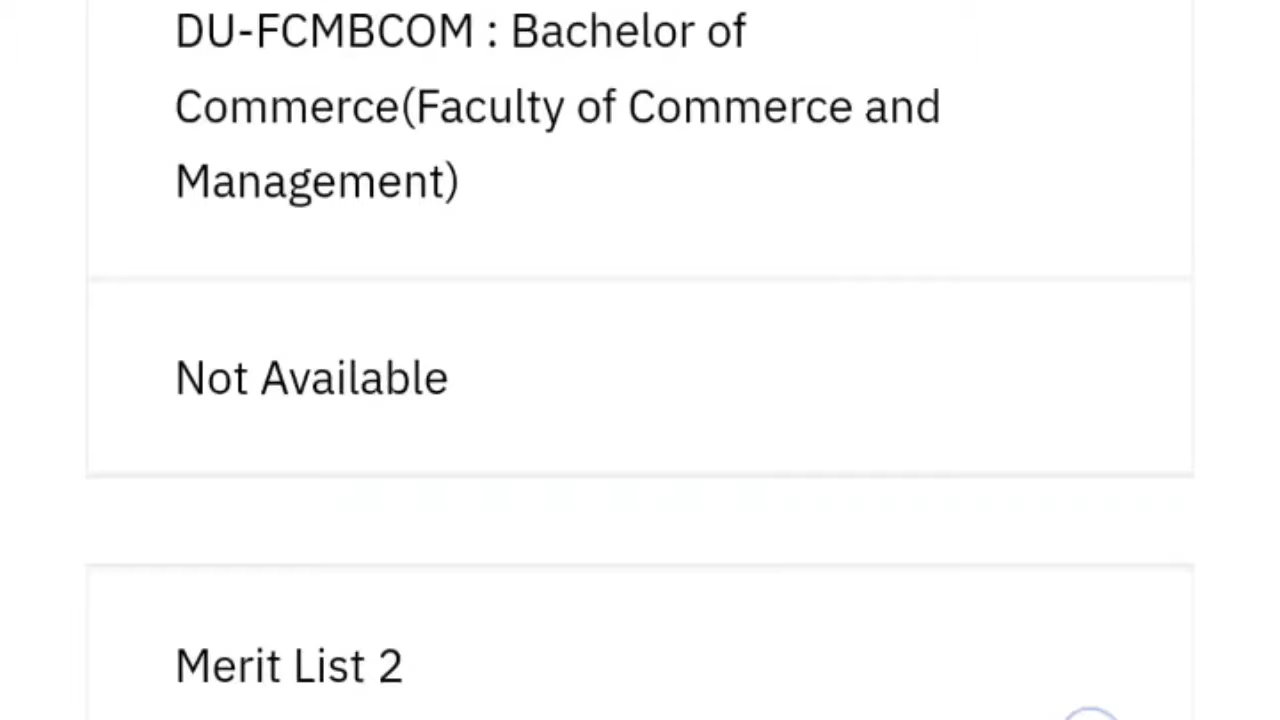 DU-FCMBCOM : Bachelor of
Commerce(Faculty of Commerce and
Management)
Not Available
Merit List 2